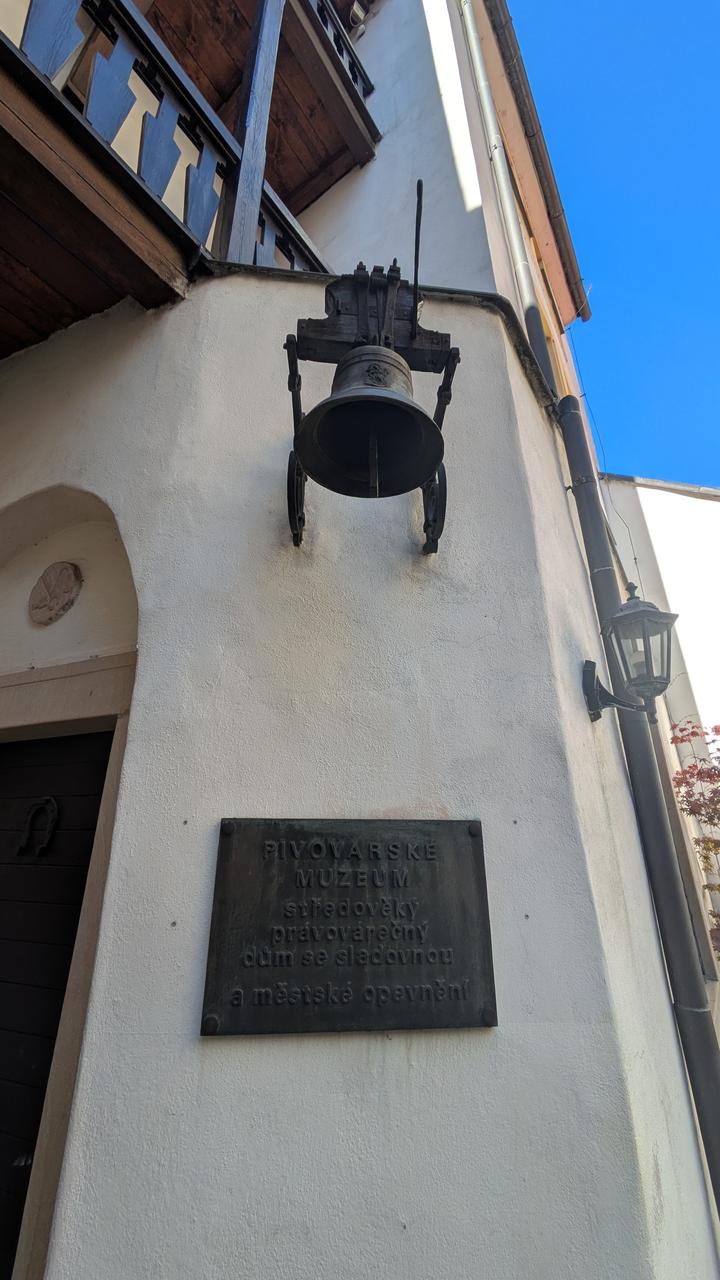 PIVOVARSKÉ
MUZEUM
středověký
právovárečný
dům se sladovnou
a městské opevnění